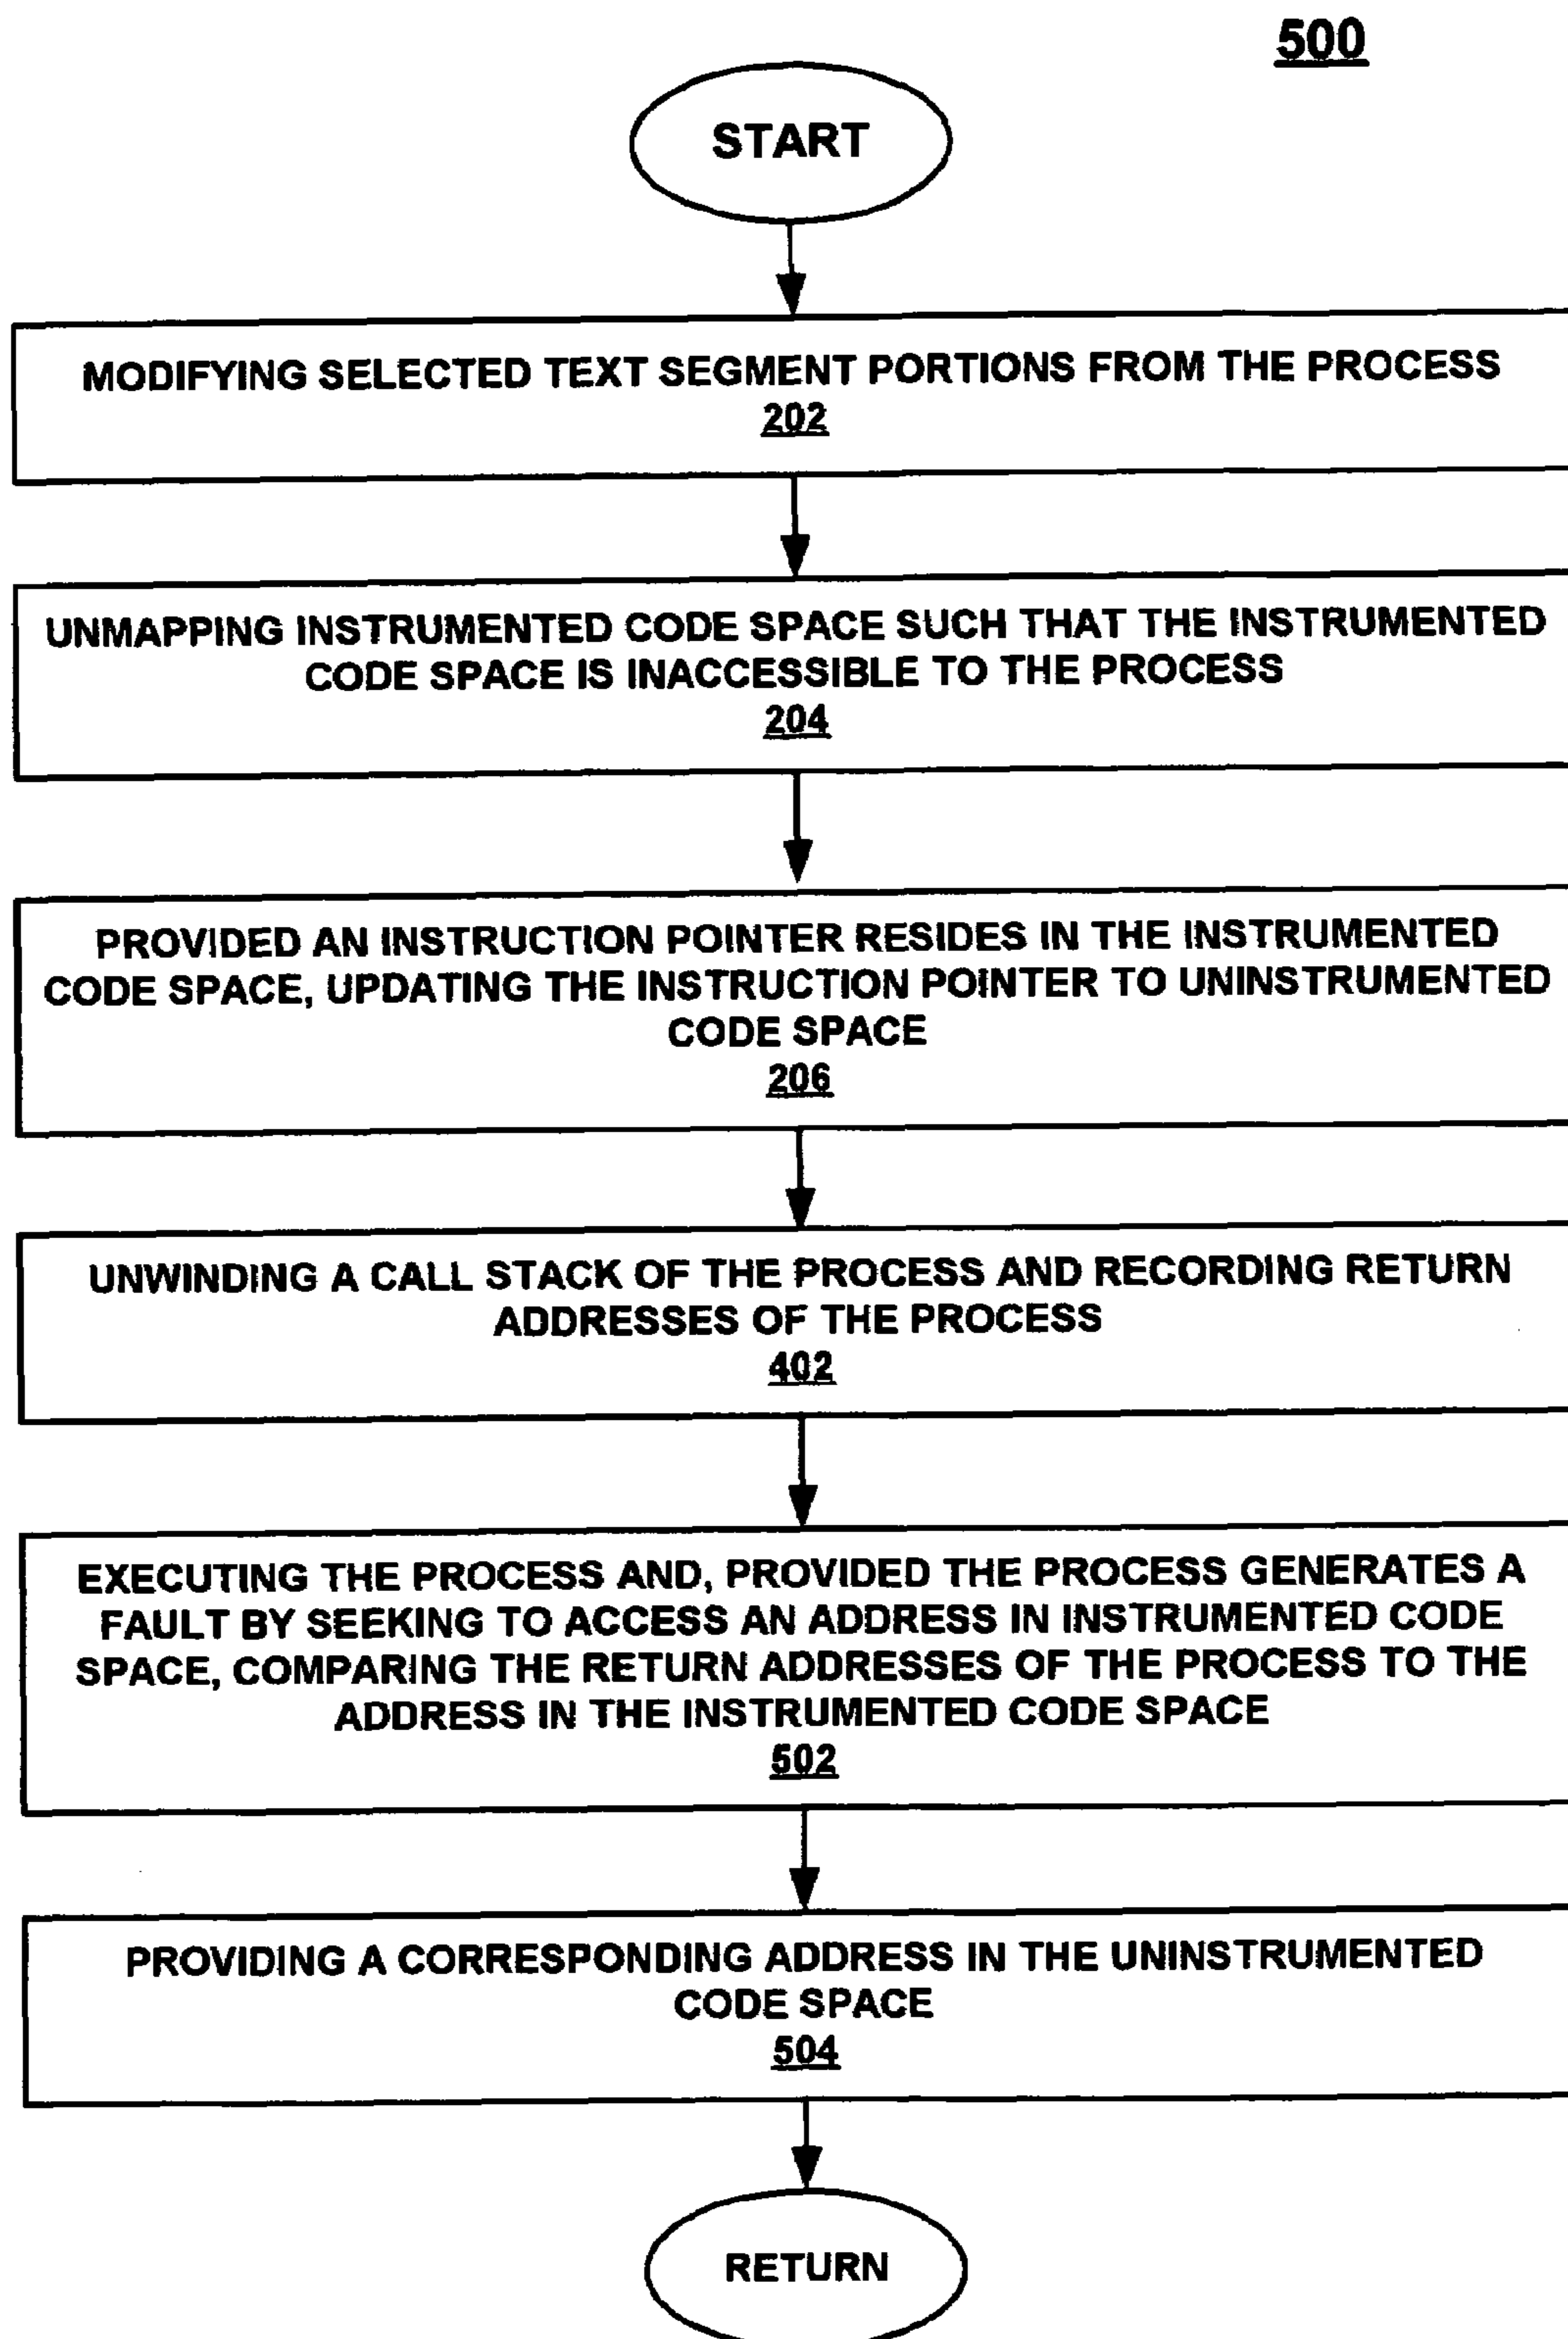 500
START
MODIFYING SELECTED TEXT SEGMENT PORTIONS FROM THE PROCESS
202
UNMAPPING INSTRUMENTED CODE SPACE SUCH THAT THE INSTRUMENTED
CODE SPACE IS INACCESSIBLE TO THE PROCESS
204
PROVIDED AN INSTRUCTION POINTER RESIDES IN THE INSTRUMENTED
CODE SPACE, UPDATING THE INSTRUCTION POINTER TO UNINSTRUMENTED
CODE SPACE
206
UNWINDING A CALL STACK OF THE PROCESS AND RECORDING RETURN
ADDRESSES OF THE PROCESS
402
EXECUTING THE PROCESS AND, PROVIDED THE PROCESS GENERATES A
FAULT BY SEEKING TO ACCESS AN ADDRESS IN INSTRUMENTED CODE
SPACE, COMPARING THE RETURN ADDRESSES OF THE PROCESS TO THE
ADDRESS IN THE INSTRUMENTED CODE SPACE
502
PROVIDING A CORRESPONDING ADDRESS IN THE UNINSTRUMENTED
CODE SPACE
504
RETURN